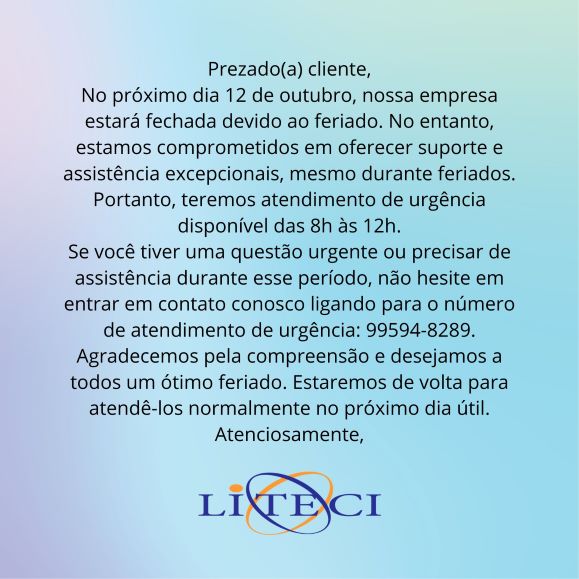 Prezado(a) cliente,
No próximo dia 12 de outubro, nossa empresa
estará fechada devido ao feriado. No entanto,
estamos comprometidos em oferecer suporte e
assistência excepcionais, mesmo durante feriados.
Portanto, teremos atendimento de urgência
disponível das 8h às 12h.
Se você tiver uma questão urgente ou precisar de
assistência durante esse período, não hesite em
entrar em contato conosco ligando para o número
de atendimento de urgência: 99594-8289.
Agradecemos pela compreensão e desejamos a
todos um ótimo feriado. Estaremos de volta para
atendê-los normalmente no próximo dia útil.
Atenciosamente,
LiTECI